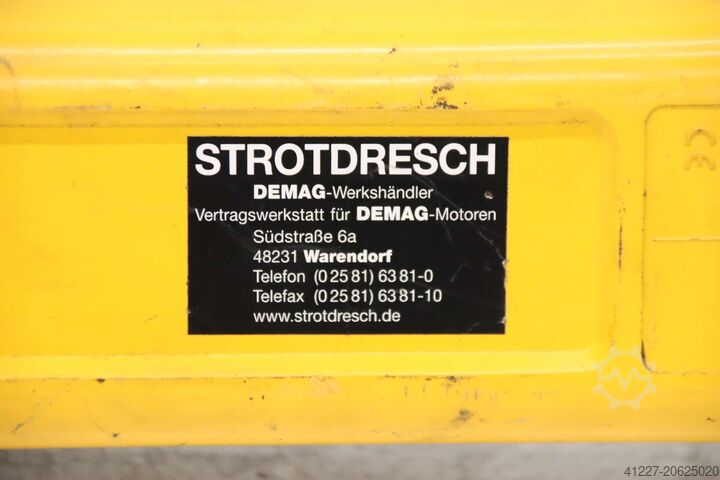 STROTDRESCH
DEMAG-Werkshändler
Vertragswerkstatt für DEMAG-Motoren
Südstraße 6a
48231 Warendorf
Telefon (0 25 81) 63 81-0
Telefax (0 25 81) 63 81-10
www.strotdresch.de
CE
41227-20625020